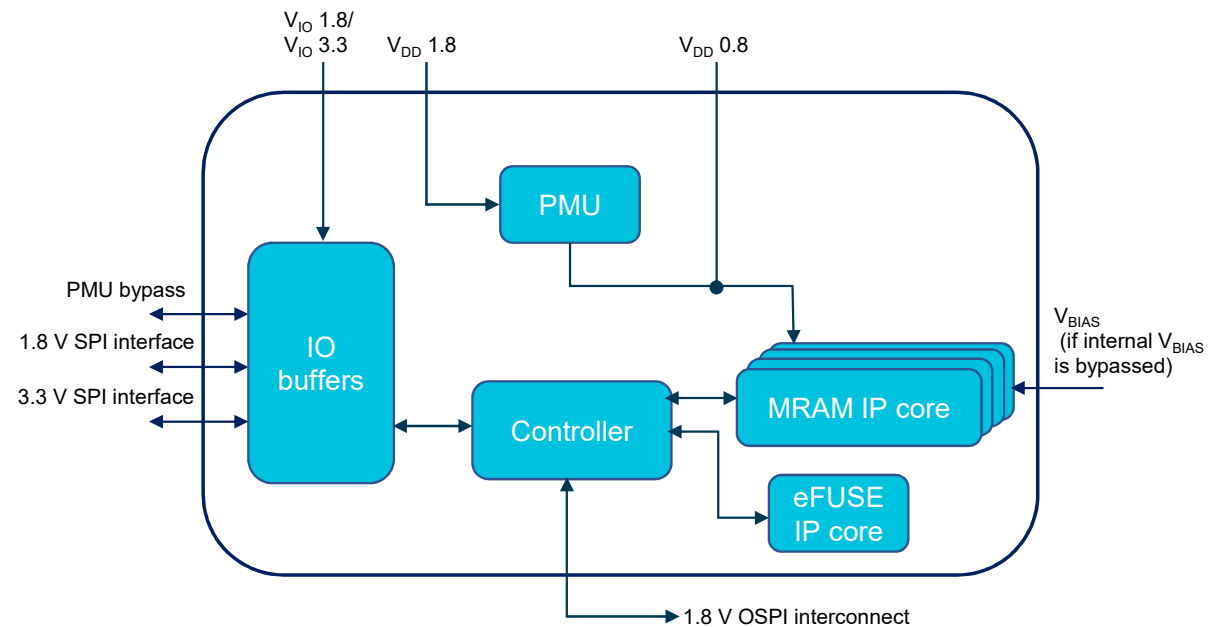 VIO 1.8/
VIO 3.3
VDD 1.8
VDD 0.8
PMU
PMU bypass
1.8 V SPI interface
3.3 V SPI interface
IO
buffers
VBIAS
(if internal VBIAS
is bypassed)
MRAM IP core
Controller
eFUSE
IP core
1.8 V OSPI interconnect